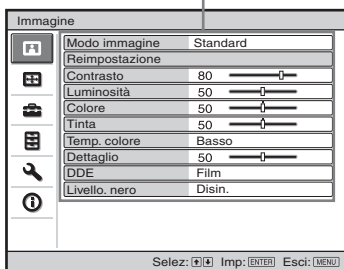 Immagine
Modo immagine Standard
Reimpostazione
Contrasto 80
Luminosità 50
Colore 50
Tinta 50
Temp. colore Basso
Dettaglio 50
DDE Film
Livello. nero Disin.
Selez: Imp: ENTER Esci: MENU